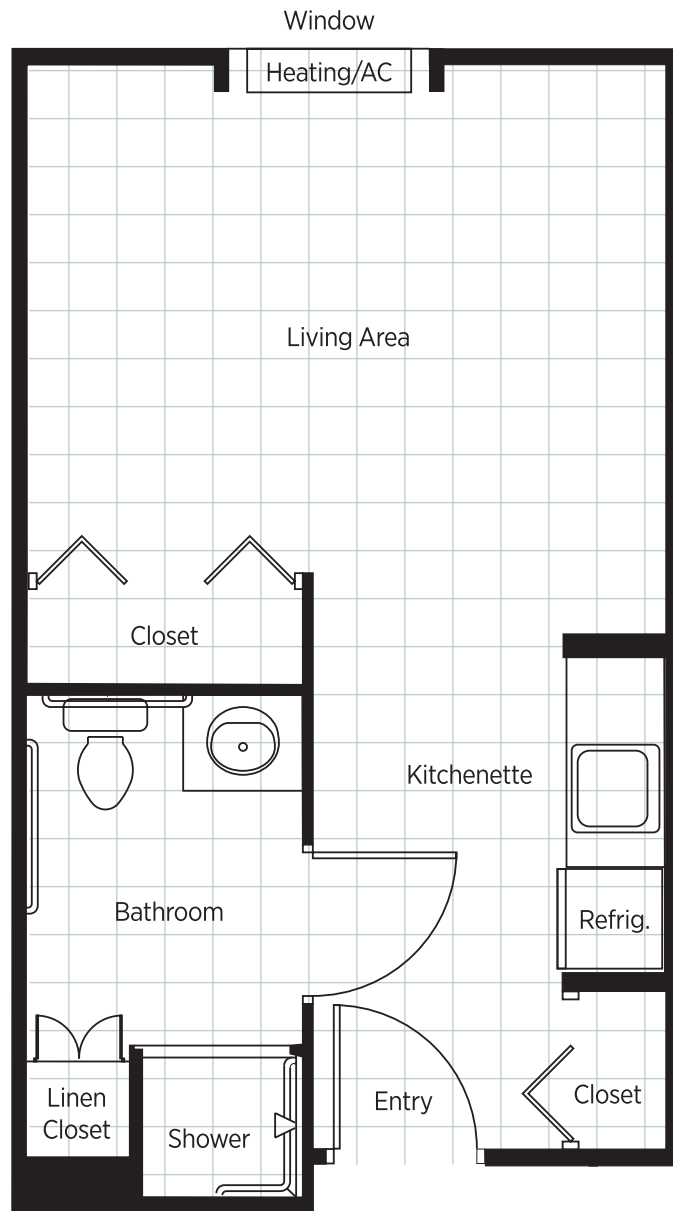 Window
Heating/AC
Living Area
Closet
Kitchenette
Bathroom
Refrig.
Linen
Closet
Shower
Entry
Closet